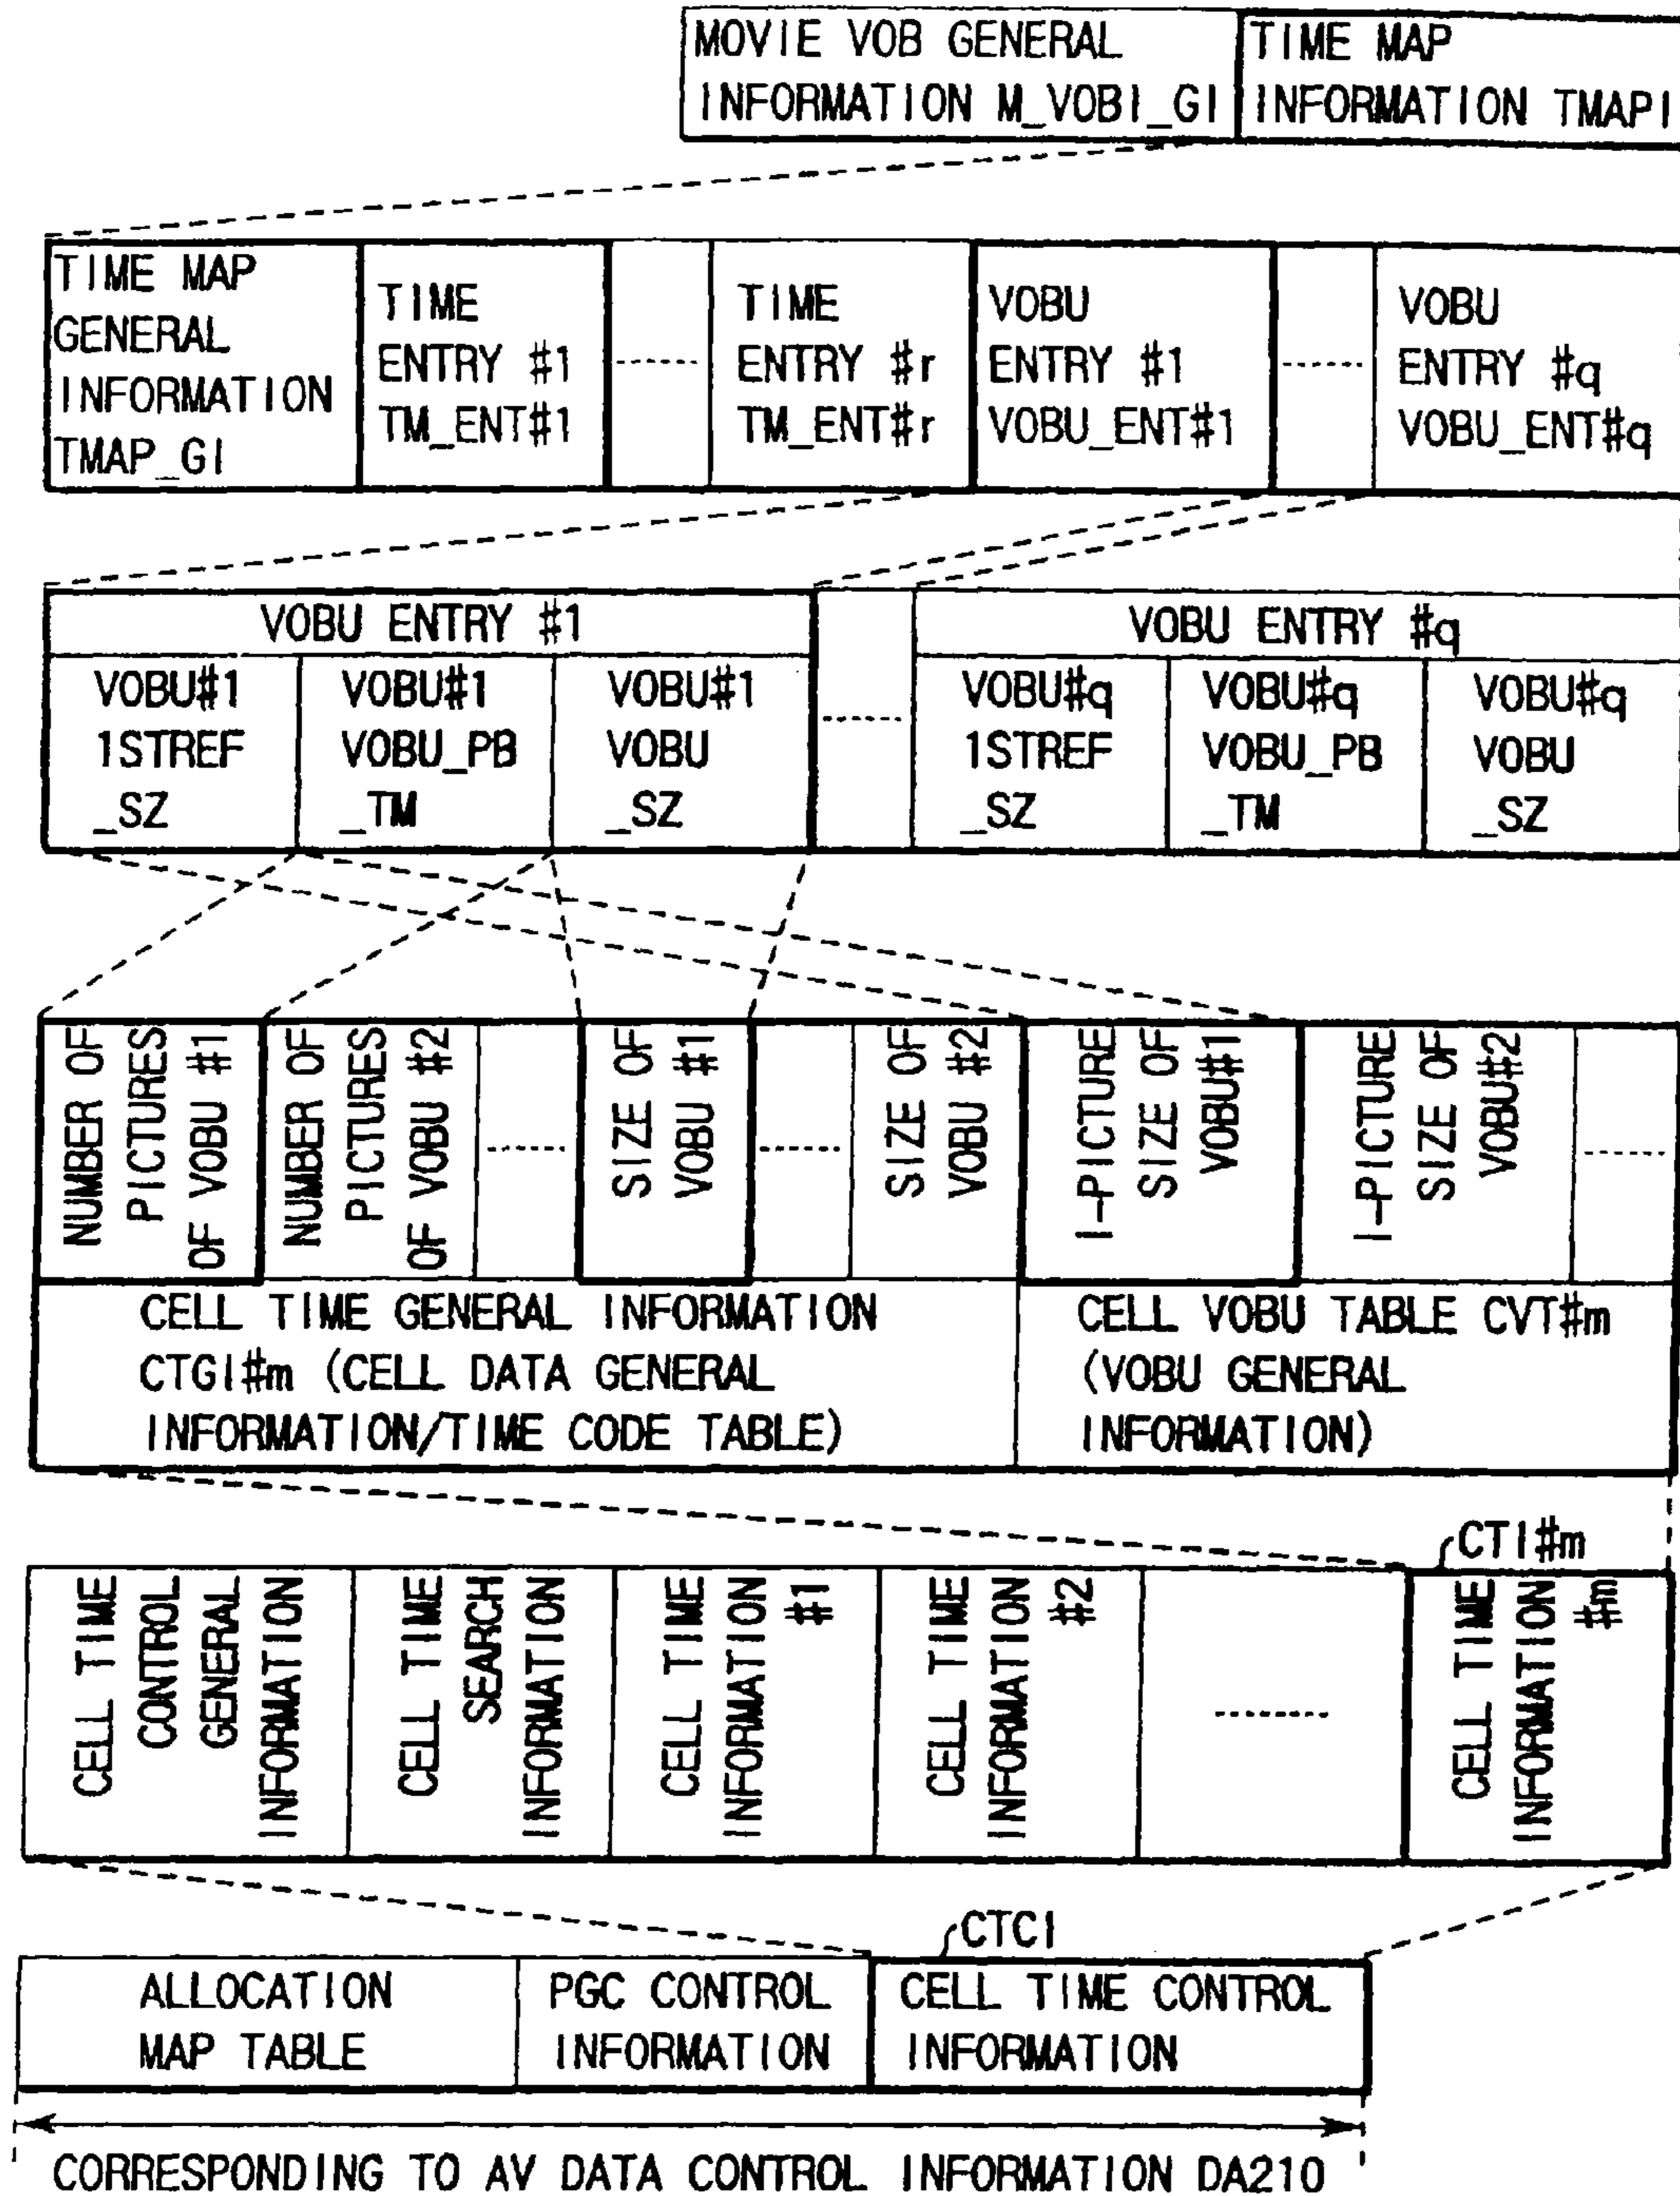 MOVIE VOB GENERAL
INFORMATION M_VOBI_GI
TIME MAP
INFORMATION TMAPI
TIME MAP
GENERAL
INFORMATION
TMAP_GI
TIME
ENTRY #1
TM_ENT#1
TIME
ENTRY #r
TM_ENT#r
VOBU
ENTRY #1
VOBU_ENT#1
VOBU
ENTRY #q
VOBU_ENT#q
VOBU ENTRY #1
VOBU#1
1STREF
_SZ
VOBU#1
VOBU_PB
_TM
VOBU#1
VOBU
_SZ
VOBU ENTRY #q
VOBU#q
1STREF
_SZ
VOBU#q
VOBU_PB
_TM
VOBU#q
VOBU
_SZ
NUMBER OF
PICTURES
OF VOBU #1
NUMBER OF
PICTURES
OF VOBU #2
SIZE OF
VOBU #1
SIZE OF
VOBU #2
I-PICTURE
SIZE OF
VOBU#1
I-PICTURE
SIZE OF
VOBU#2
CELL TIME GENERAL INFORMATION
CTGI#m (CELL DATA GENERAL
INFORMATION/TIME CODE TABLE)
CELL VOBU TABLE CVT#m
(VOBU GENERAL
INFORMATION)
CTI#m
CELL TIME
CONTROL
GENERAL
INFORMATION
CELL TIME
SEARCH
INFORMATION
CELL TIME
INFORMATION
#1
CELL TIME
INFORMATION
#2
CELL TIME
INFORMATION
#m
CTCI
ALLOCATION
MAP TABLE
PGC CONTROL
INFORMATION
CELL TIME CONTROL
INFORMATION
CORRESPONDING TO AV DATA CONTROL INFORMATION DA210